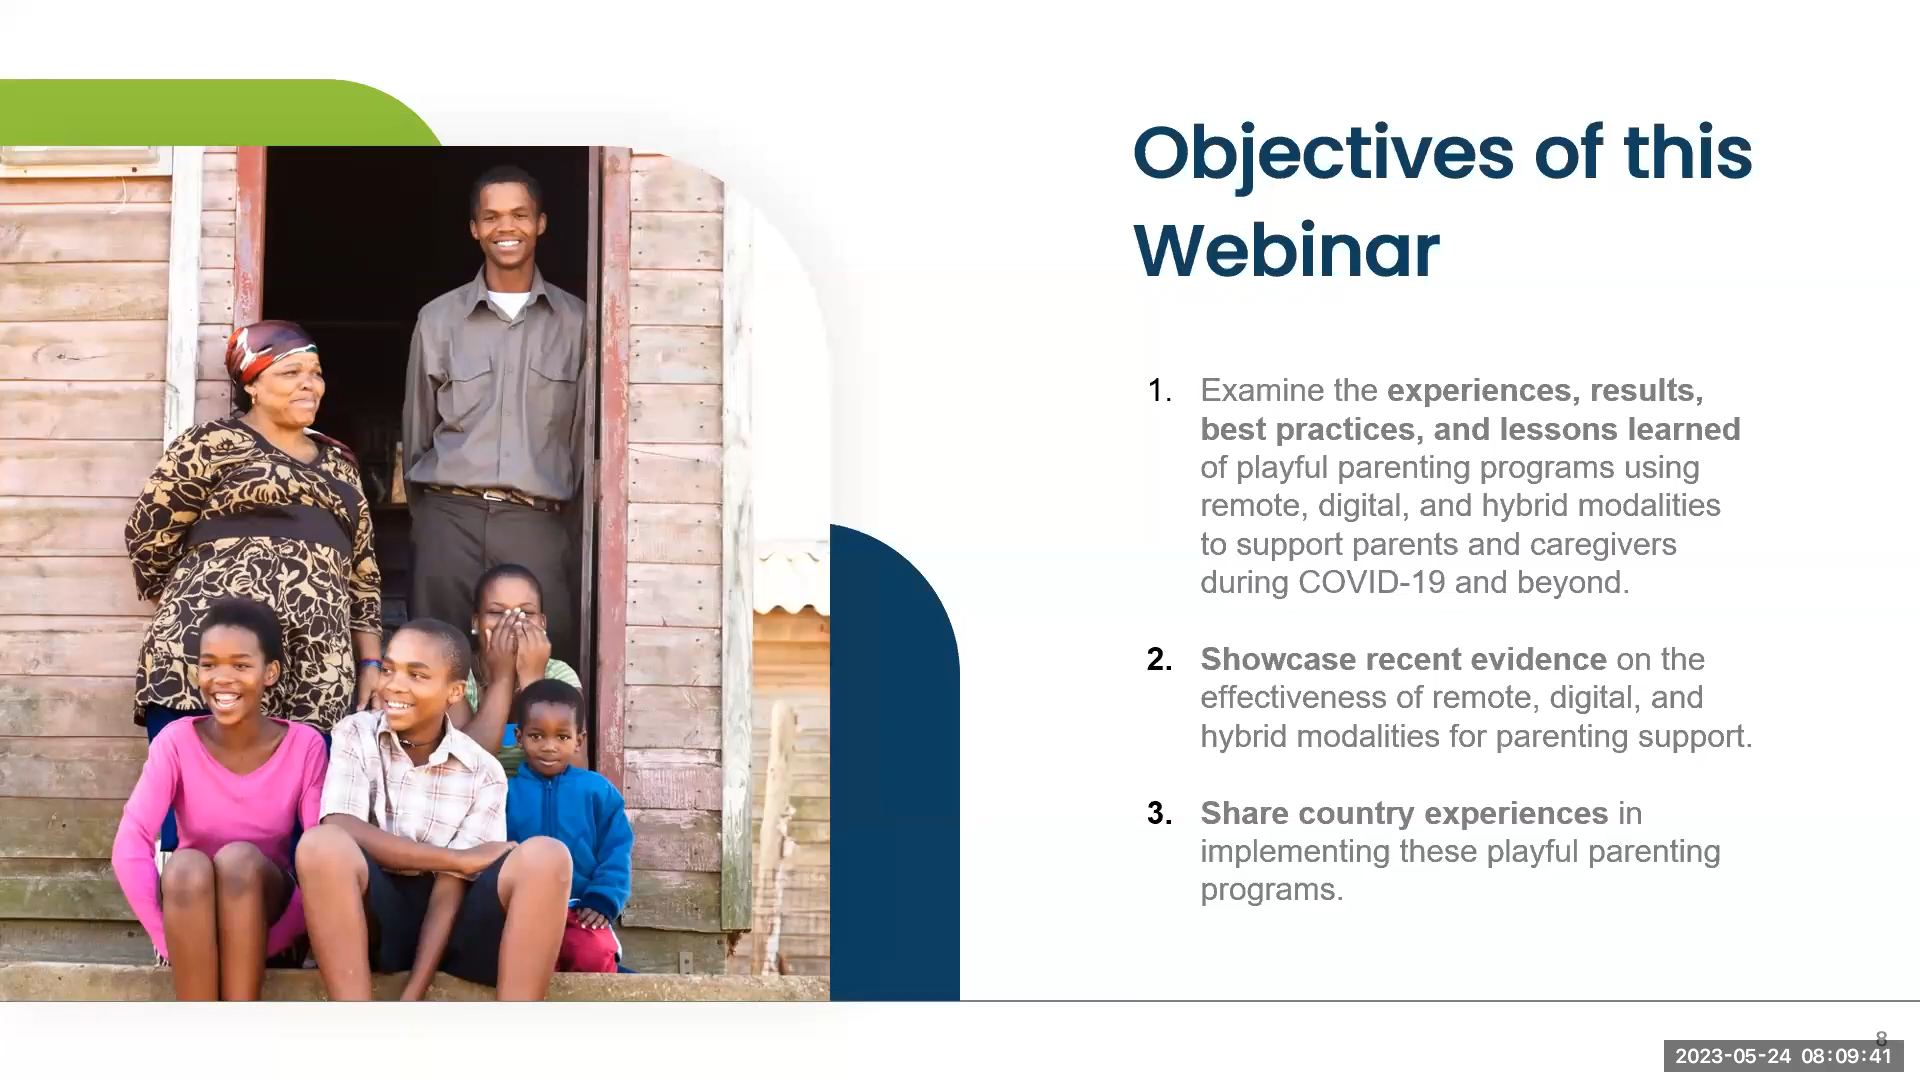 Objectives of this
Webinar
1. Examine the experiences, results,
best practices, and lessons learned
of playful parenting programs using
remote, digital, and hybrid modalities
to support parents and caregivers
during COVID-19 and beyond.
2. Showcase recent evidence on the
effectiveness of remote, digital, and
hybrid modalities for parenting support.
3. Share country experiences in
implementing these playful parenting
programs.
8
2023-05-24 08:09:41